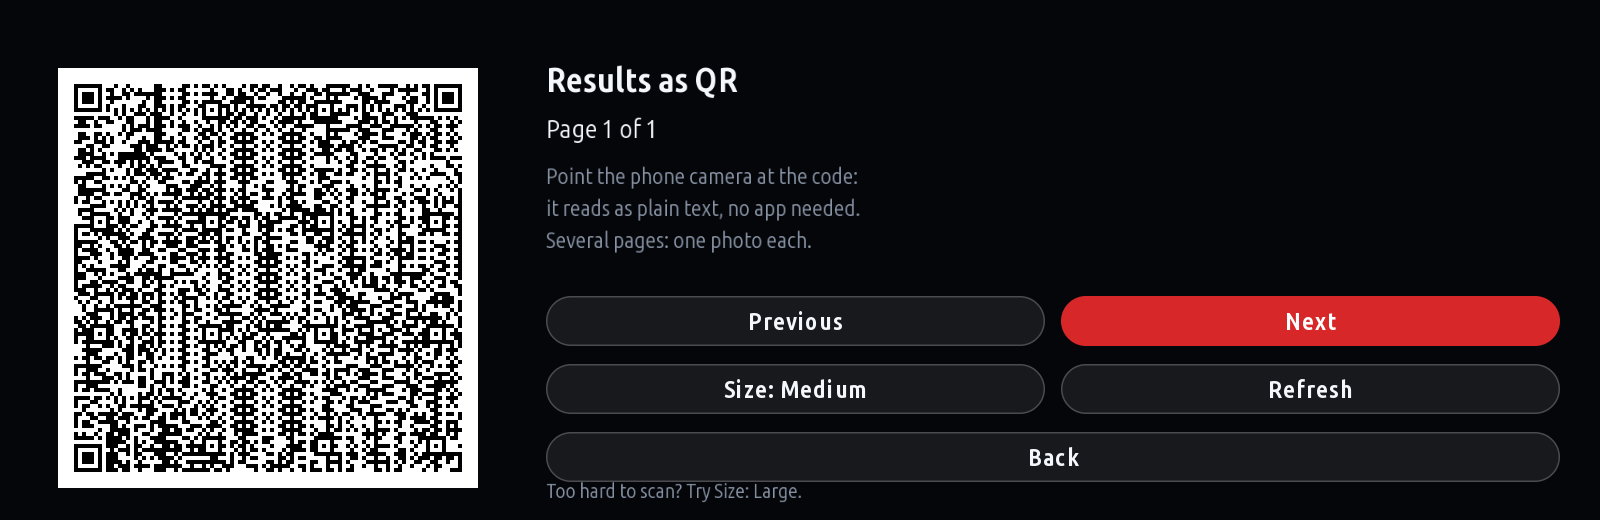 Results as QR
Page 1 of 1
Point the phone camera at the code:
it reads as plain text, no app needed.
Several pages: one photo each.
Previous
Next
Size: Medium
Refresh
Back
Too hard to scan? Try Size: Large.